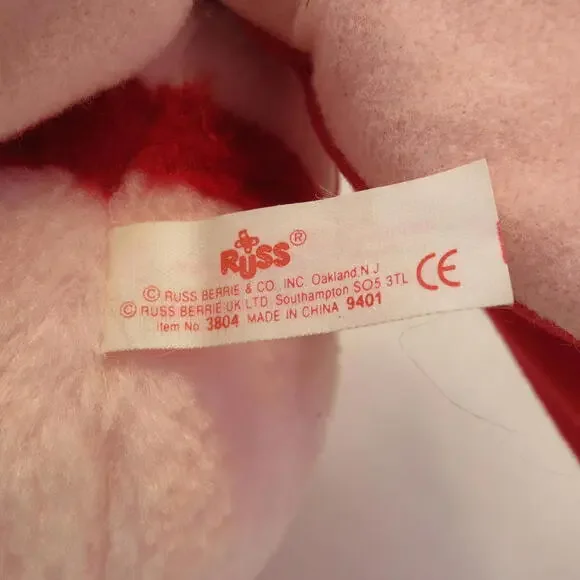 RUSS®
© RUSS BERRIE & CO., INC. Oakland, N.J
© RUSS BERRIE UK LTD. Southampton SO5 3TL CE
Item No 3804 MADE IN CHINA 9401